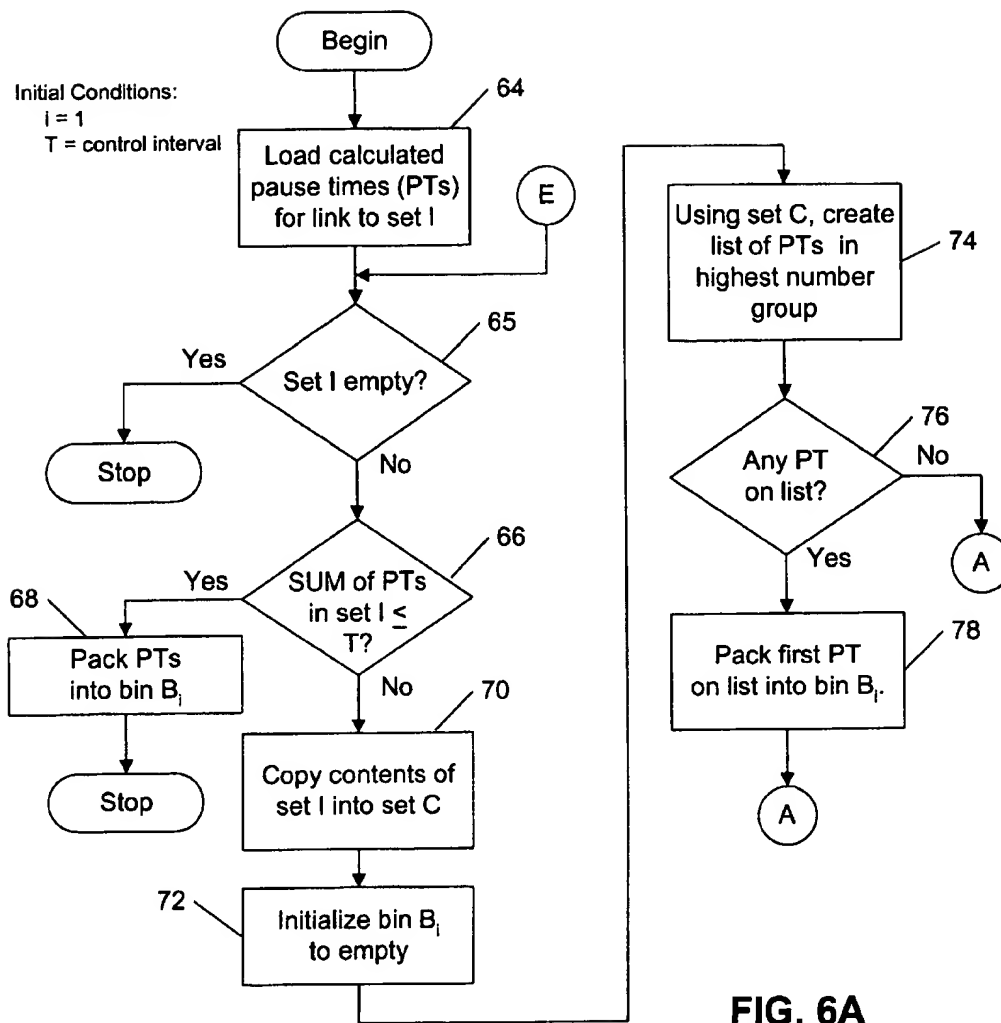 Begin
Initial Conditions:
i = 1
T = control interval
64
Load calculated
pause times (PTs)
for link to set I
E
65
Yes
Set I empty?
Stop
No
66
Yes
SUM of PTs
in set I ≤
T?
68
Pack PTs
into bin Bi
No
Stop
70
Copy contents of
set I into set C
72
Initialize bin Bi
to empty
Using set C, create
list of PTs in
highest number
group
74
76
Any PT
on list?
No
A
Yes
78
Pack first PT
on list into bin Bi.
A
FIG. 6A